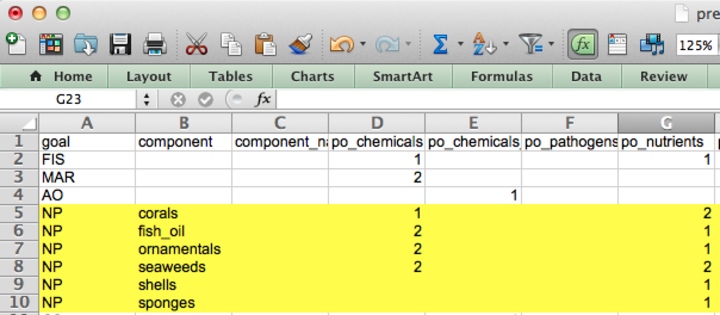 pre
125%
Home Layout Tables Charts SmartArt Formulas Data Review
G23 fx
A B C D E F G
1 goal component component_na po_chemicals po_chemicals_ po_pathogens po_nutrients
2 FIS 1 1
3 MAR 2
4 AO 1
5 NP corals 1 2
6 NP fish_oil 2 1
7 NP ornamentals 2 1
8 NP seaweeds 2 2
9 NP shells 1
10 NP sponges 1